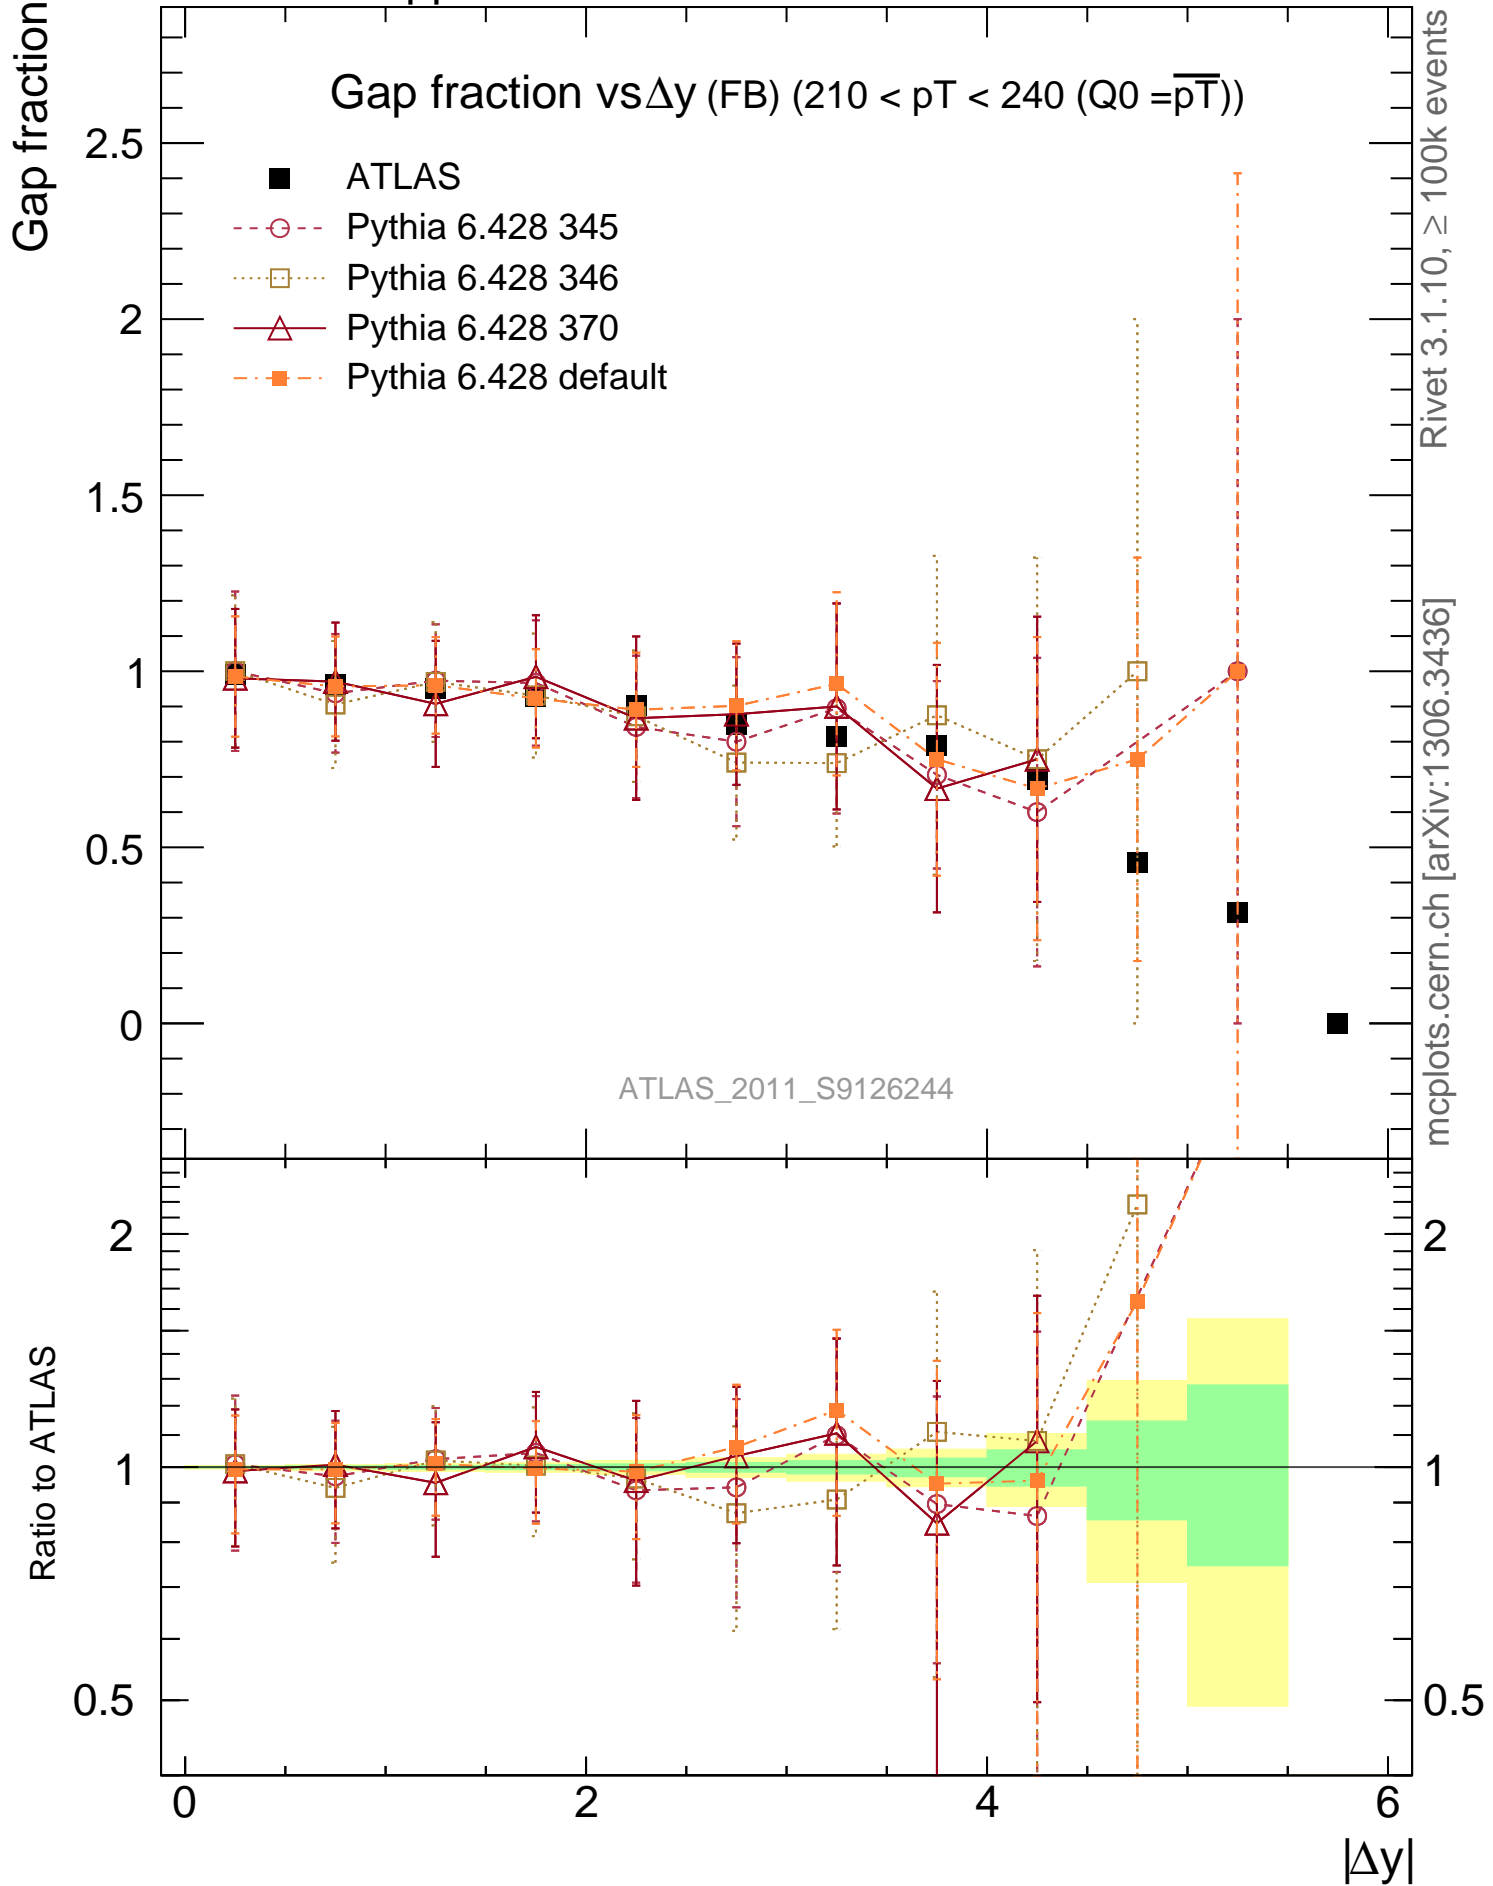 Gap fraction
Gap fraction vs Δy (FB) (210 < pT < 240 (Q0 =p̅T̅))
ATLAS
Pythia 6.428 345
Pythia 6.428 346
Pythia 6.428 370
Pythia 6.428 default
2.5
2
1.5
1
0.5
0
ATLAS_2011_S9126244
Rivet 3.1.10, ≥ 100k events
mcplots.cern.ch [arXiv:1306.3436]
Ratio to ATLAS
2
1
0.5
2
1
0.5
0
2
4
6
|Δy|